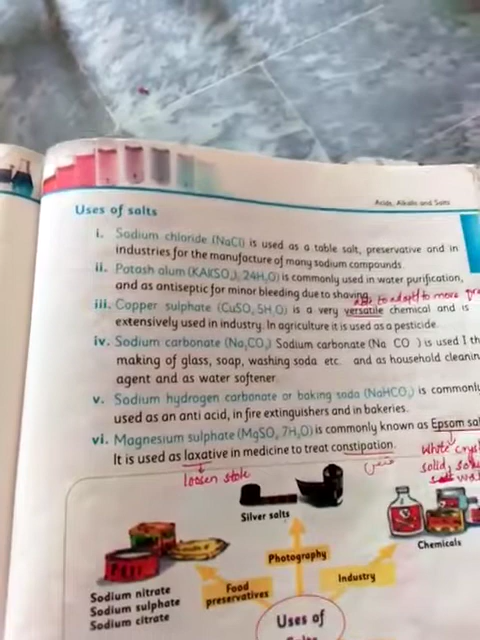 Acids, Alkalis and Salts
Uses of salts
i. Sodium chloride (NaCl) is used as a table salt, preservative and in
industries for the manufacture of many sodium compounds.
ii. Potash alum (KAl(SO₄)₂ 24H₂O) is commonly used in water purification,
and as antiseptic for minor bleeding due to shaving.
to adapt to more
iii. Copper sulphate (CuSO₄ 5H₂O) is a very versatile chemical and is
extensively used in industry. In agriculture it is used as a pesticide.
iv. Sodium carbonate (Na₂CO₃) Sodium carbonate (Na CO ) is used I th
making of glass, soap, washing soda etc. and as household cleanin
agent and as water softener.
v. Sodium hydrogen carbonate or baking soda (NaHCO₃) is commonly
used as an anti acid, in fire extinguishers and in bakeries.
vi. Magnesium sulphate (MgSO₄ 7H₂O) is commonly known as Epsom sal
It is used as laxative in medicine to treat constipation.
loosen stole
white cryst
solid
Silver salts
Chemicals
Photography
Food
preservatives
Industry
Sodium nitrate
Sodium sulphate
Sodium citrate
Uses of